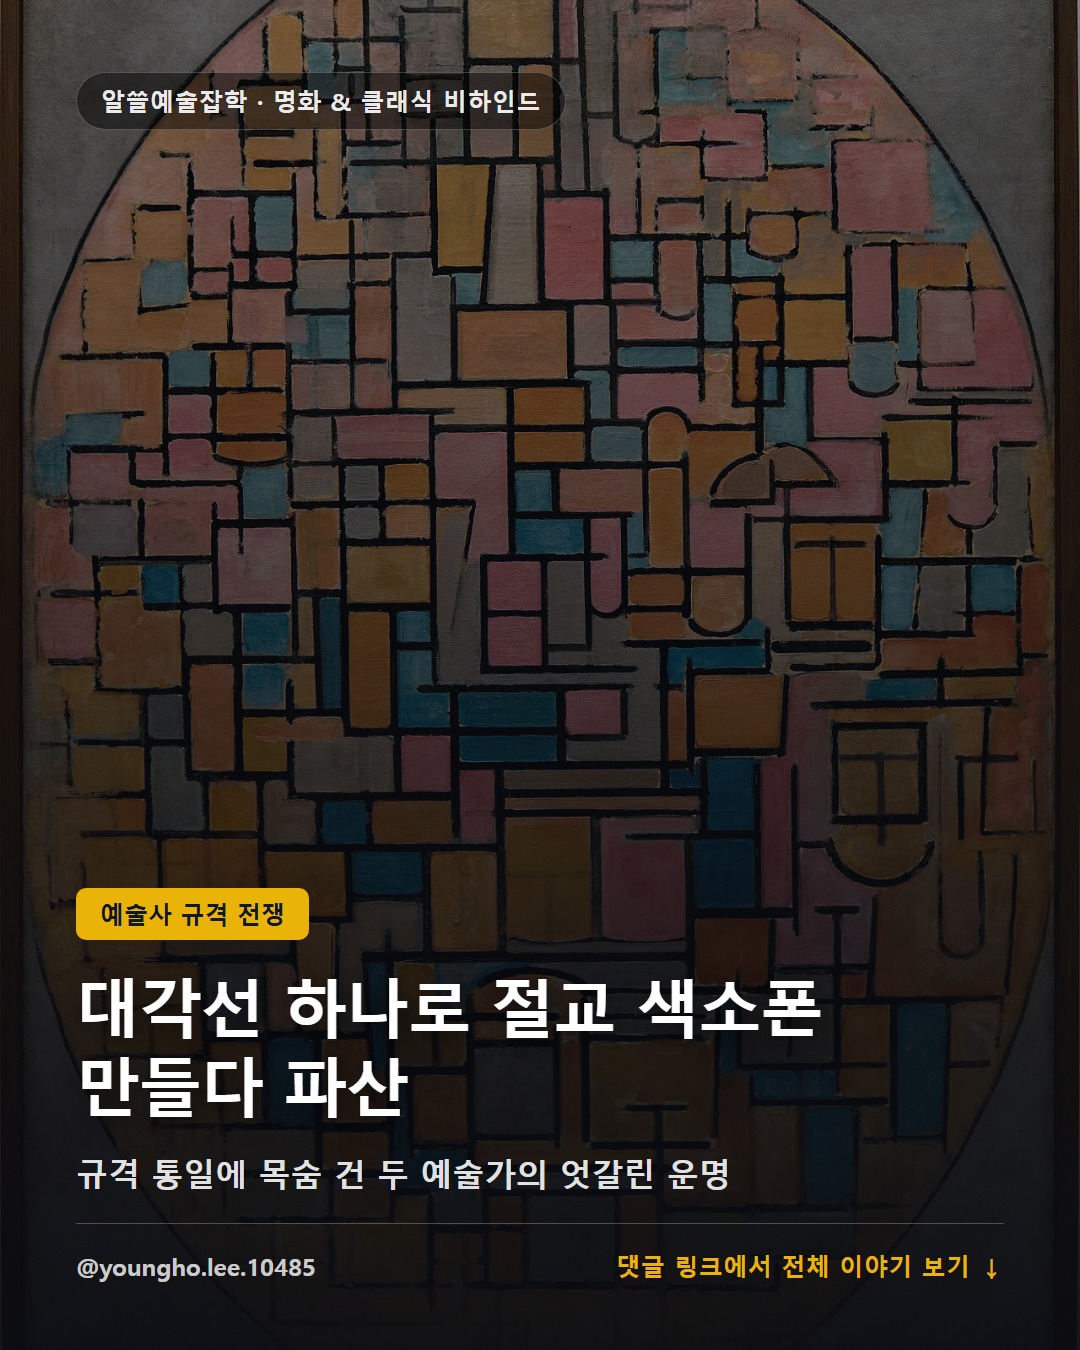 알쓸예술잡학 · 명화 & 클래식 비하인드
예술사 규격 전쟁
대각선 하나로 절교 색소폰
만들다 파산
규격 통일에 목숨 건 두 예술가의 엇갈린 운명
@youngho.lee.10485
댓글 링크에서 전체 이야기 보기 ↓